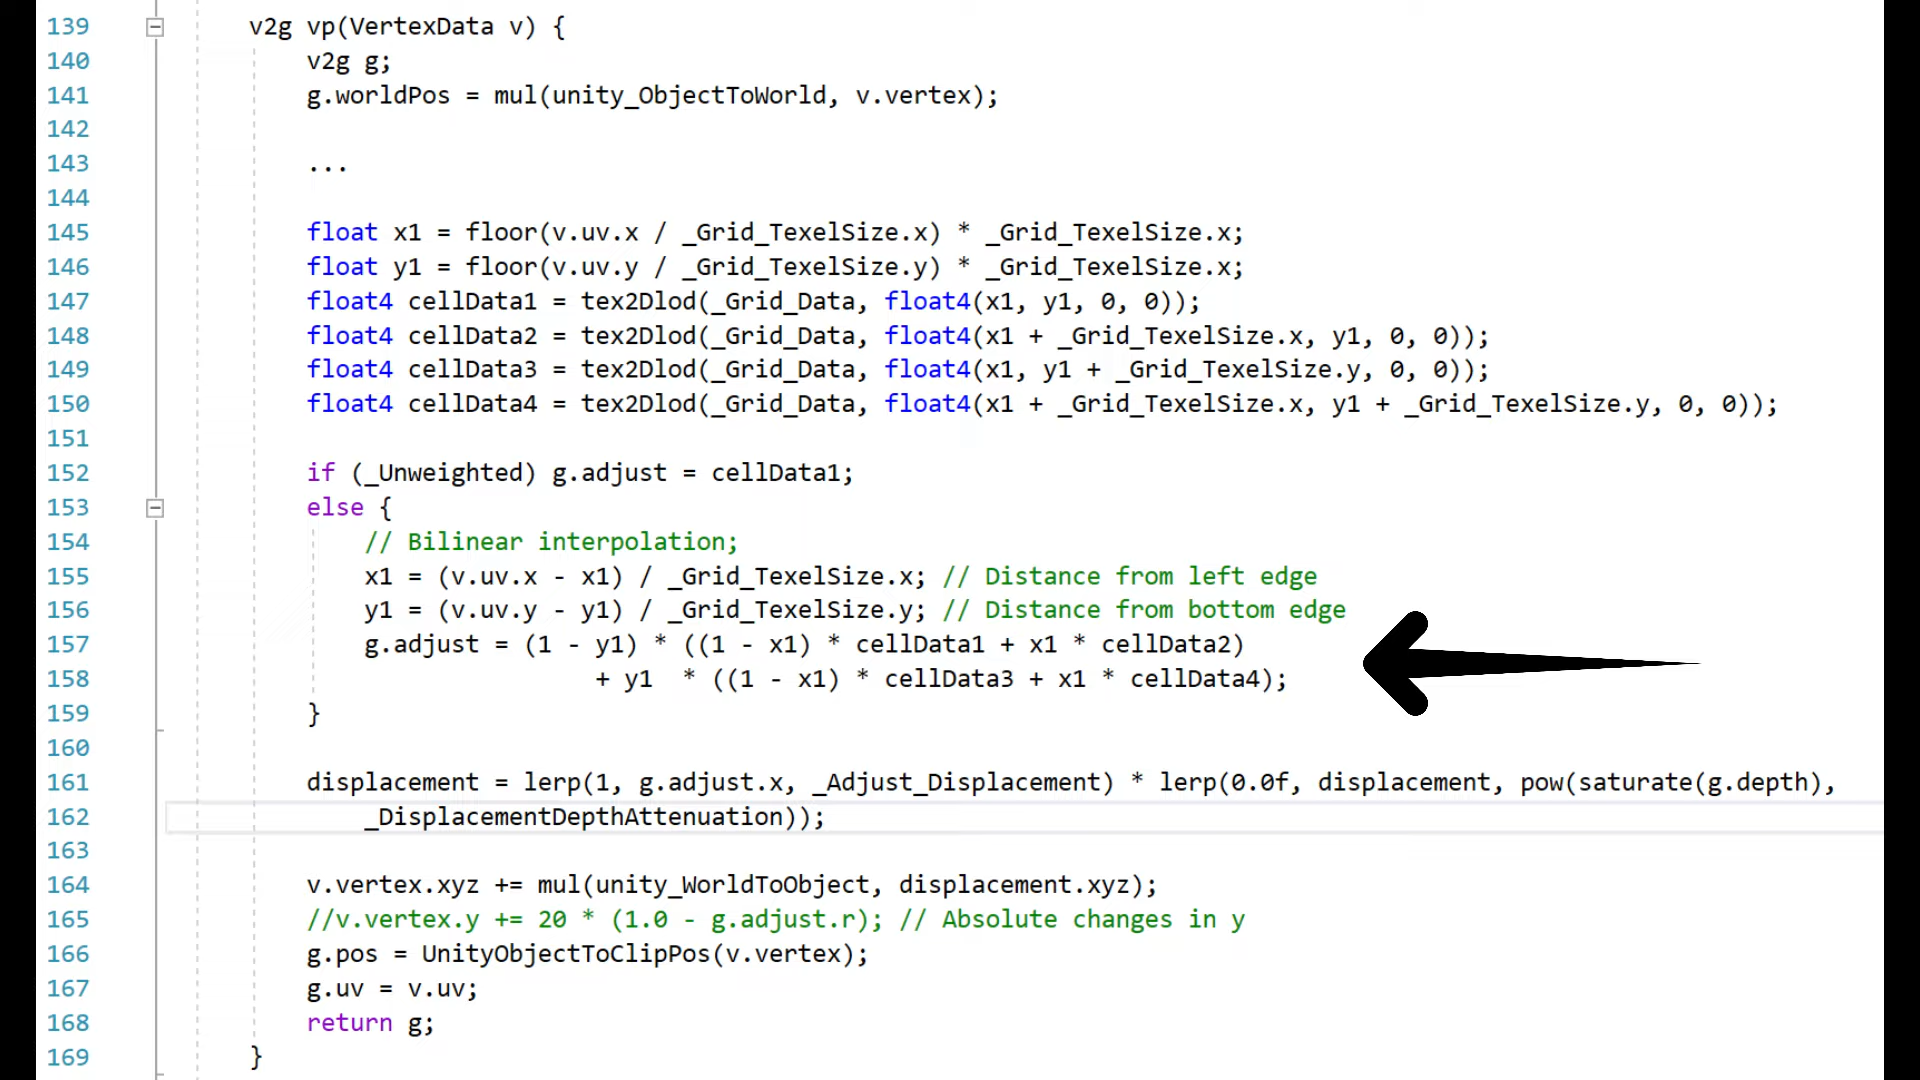 139 v2g vp(VertexData v) {
140 v2g g;
141 g.worldPos = mul(unity_ObjectToWorld, v.vertex);
142
143 ...
144
145 float x1 = floor(v.uv.x / _Grid_TexelSize.x) * _Grid_TexelSize.x;
146 float y1 = floor(v.uv.y / _Grid_TexelSize.y) * _Grid_TexelSize.x;
147 float4 cellData1 = tex2Dlod(_Grid_Data, float4(x1, y1, 0, 0));
148 float4 cellData2 = tex2Dlod(_Grid_Data, float4(x1 + _Grid_TexelSize.x, y1, 0, 0));
149 float4 cellData3 = tex2Dlod(_Grid_Data, float4(x1, y1 + _Grid_TexelSize.y, 0, 0));
150 float4 cellData4 = tex2Dlod(_Grid_Data, float4(x1 + _Grid_TexelSize.x, y1 + _Grid_TexelSize.y, 0, 0));
151
152 if (_Unweighted) g.adjust = cellData1;
153 else {
154 // Bilinear interpolation;
155 x1 = (v.uv.x - x1) / _Grid_TexelSize.x; // Distance from left edge
156 y1 = (v.uv.y - y1) / _Grid_TexelSize.y; // Distance from bottom edge
157 g.adjust = (1 - y1) * ((1 - x1) * cellData1 + x1 * cellData2)
158 + y1  * ((1 - x1) * cellData3 + x1 * cellData4);
159 }
160
161 displacement = lerp(1, g.adjust.x, _Adjust_Displacement) * lerp(0.0f, displacement, pow(saturate(g.depth),
162 _DisplacementDepthAttenuation));
163
164 v.vertex.xyz += mul(unity_WorldToObject, displacement.xyz);
165 //v.vertex.y += 20 * (1.0 - g.adjust.r); // Absolute changes in y
166 g.pos = UnityObjectToClipPos(v.vertex);
167 g.uv = v.uv;
168 return g;
169 }